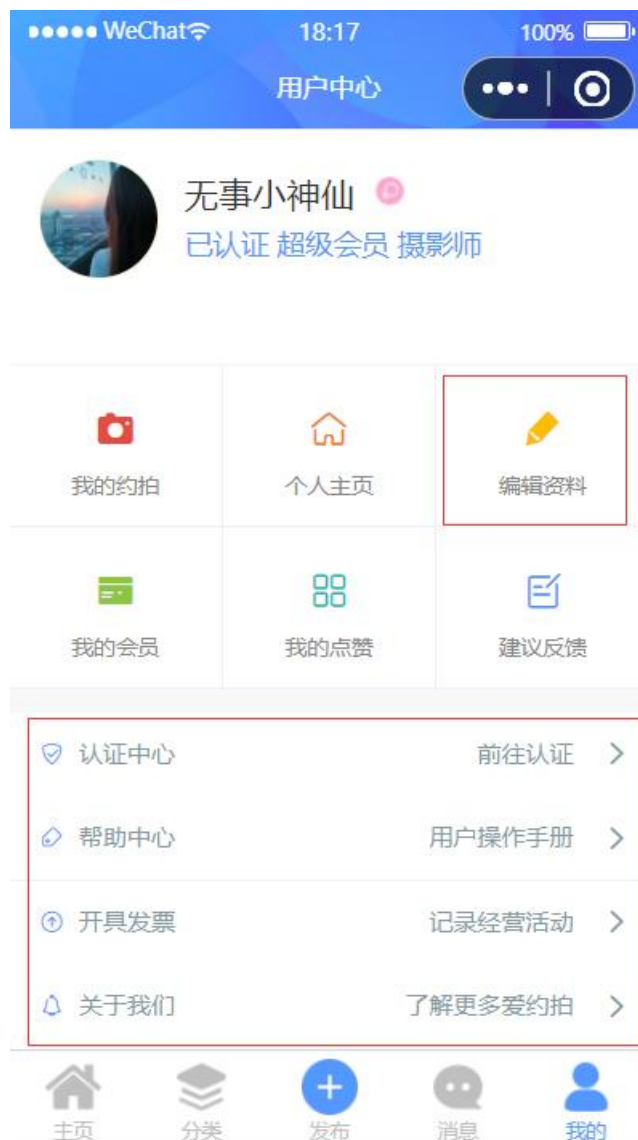 WeChat 18:17 100%
用户中心
无事小神仙
已认证 超级会员 摄影师
我的约拍 个人主页 编辑资料
我的会员 我的点赞 建议反馈
认证中心 前往认证
帮助中心 用户操作手册
开具发票 记录经营活动
关于我们 了解更多爱约拍
主页 分类 发布 消息 我的